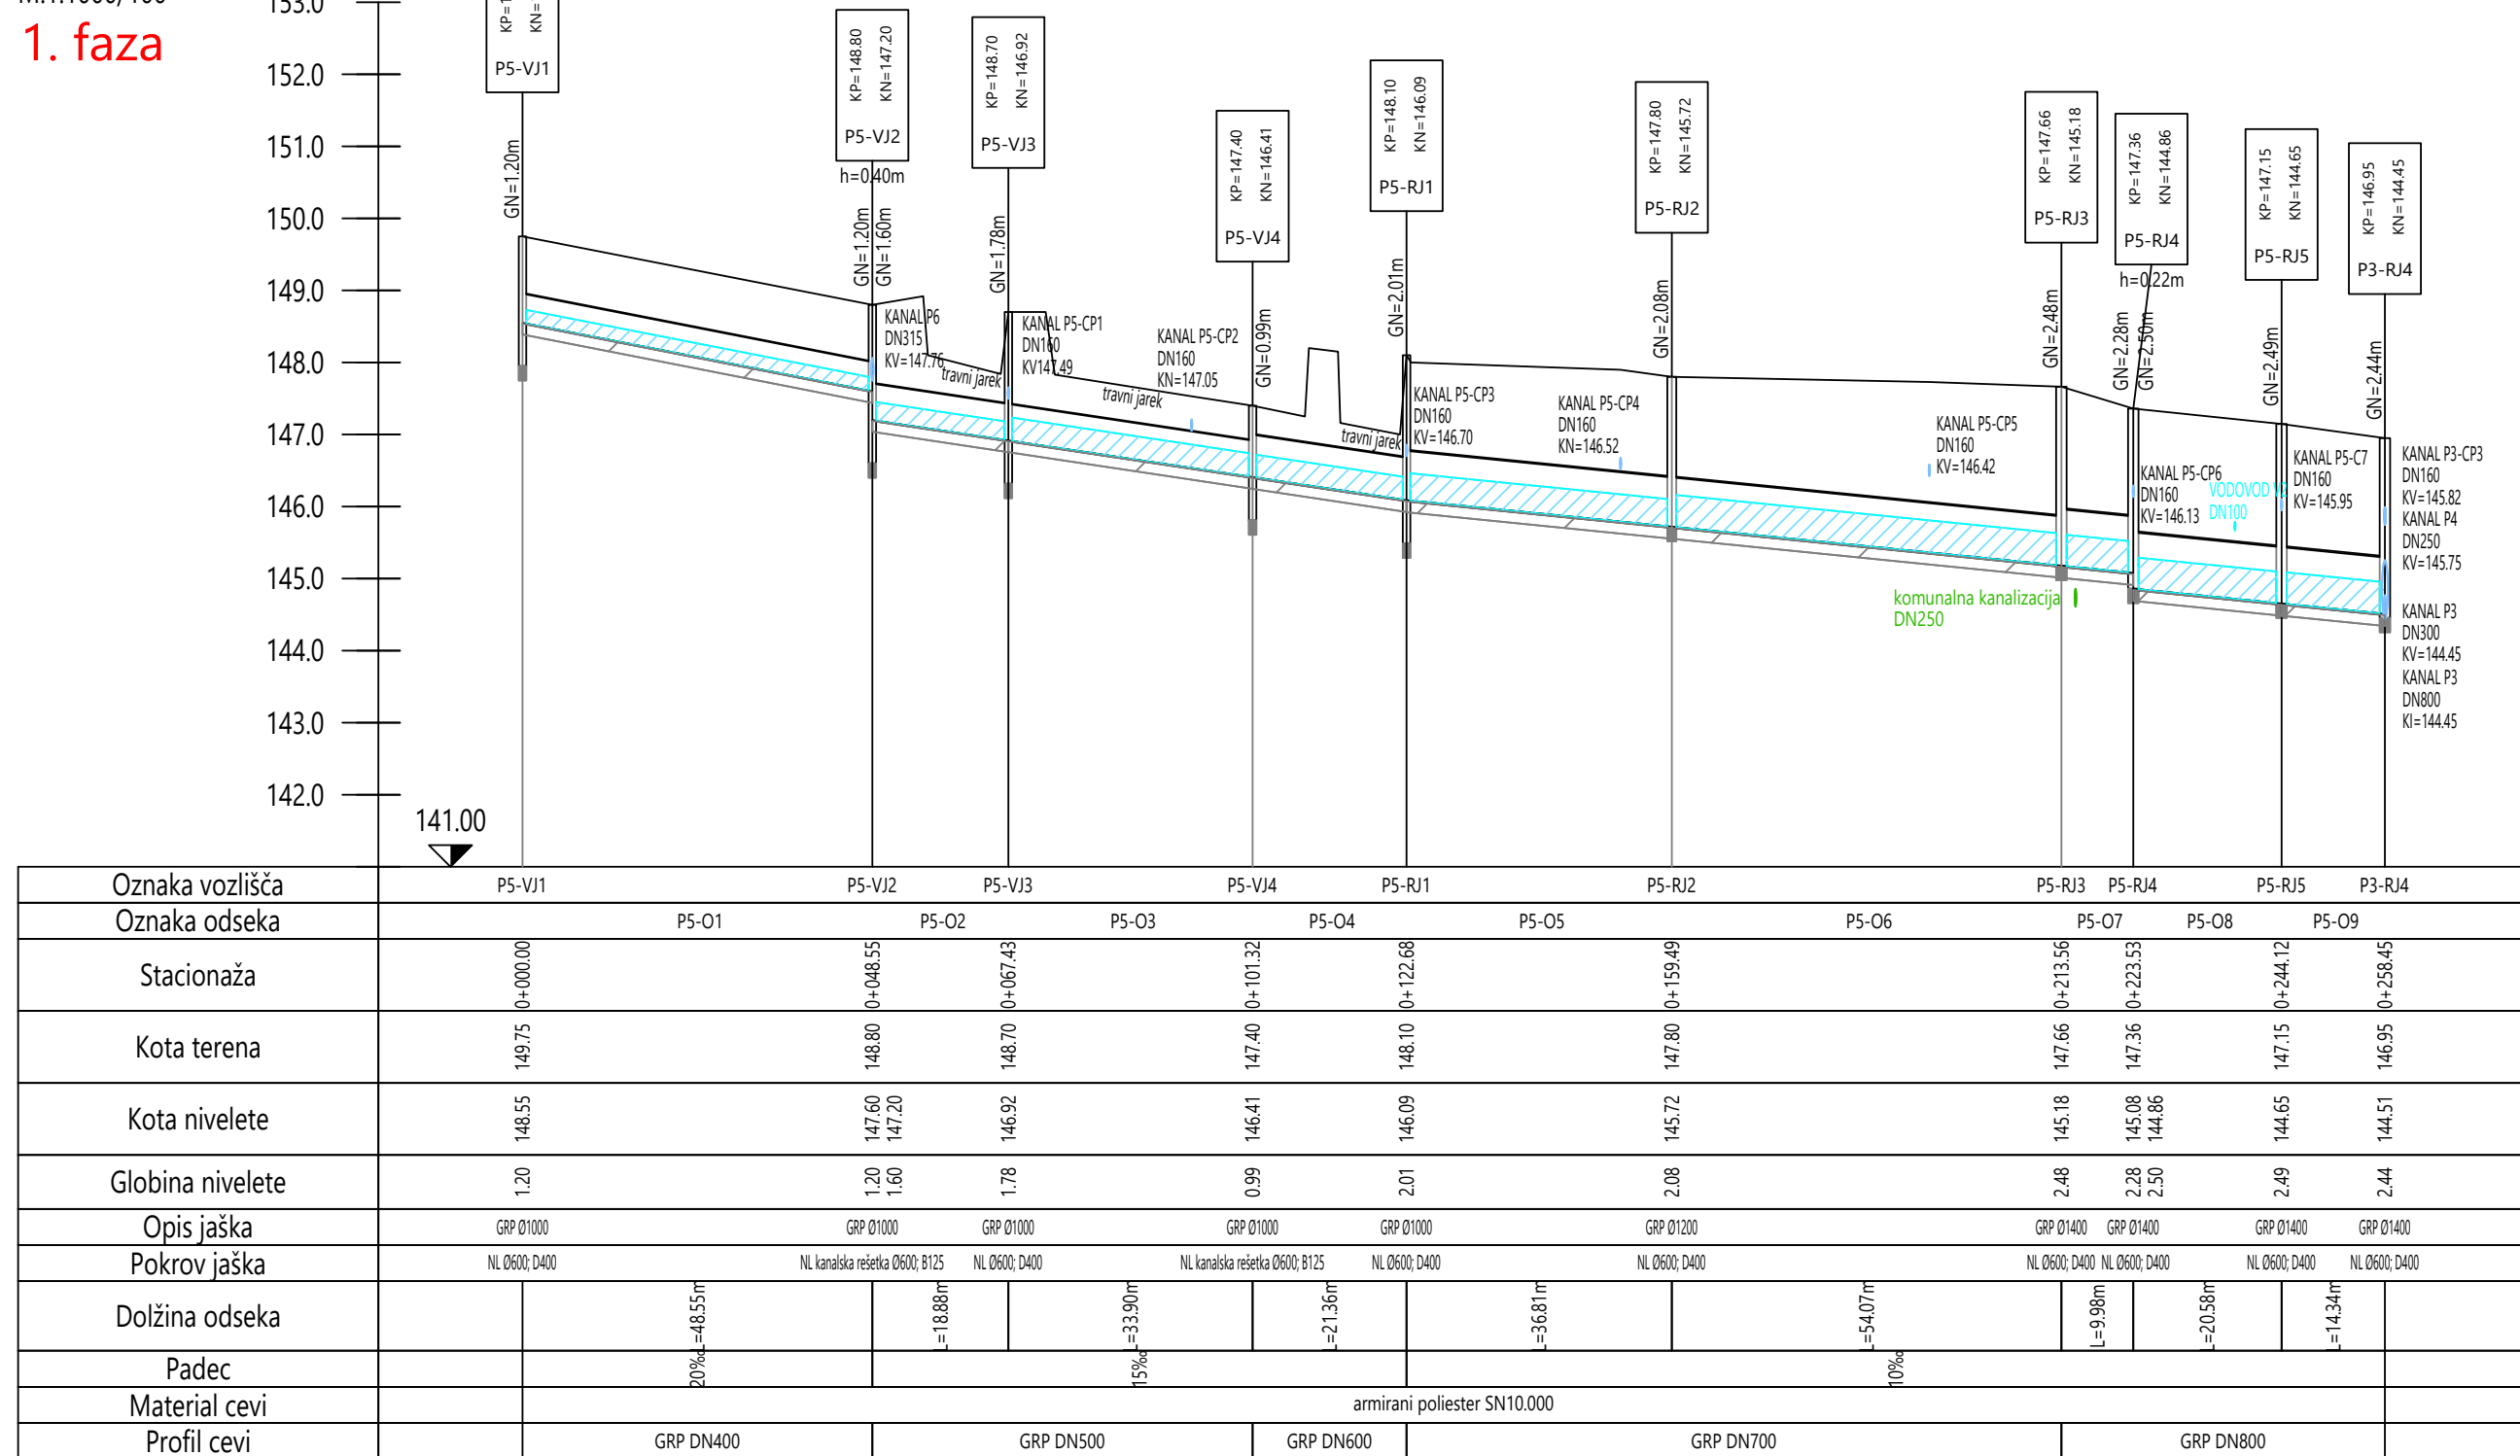 1. faza
153.0
152.0
151.0
150.0
149.0
148.0
147.0
146.0
145.0
144.0
143.0
142.0
141.00
P5-VJ1
GN=1.20m
KP=148.80
KN=147.20
P5-VJ2
h=0.40m
GN=1.20m
GN=1.60m
KANAL P6
DN315
KV=147.76
travni jarek
KP=148.70
KN=146.92
P5-VJ3
GN=1.78m
KANAL P5-CP1
DN160
KV147.49
travni jarek
KANAL P5-CP2
DN160
KN=147.05
KP=147.40
KN=146.41
P5-VJ4
GN=0.99m
travni jarek
KP=148.10
KN=146.09
P5-RJ1
GN=2.01m
KANAL P5-CP3
DN160
KV=146.70
KANAL P5-CP4
DN160
KN=146.52
KP=147.80
KN=145.72
P5-RJ2
GN=2.08m
KANAL P5-CP5
DN160
KV=146.42
komunalna kanalizacija
DN250
KP=147.66
KN=145.18
P5-RJ3
GN=2.48m
KP=147.36
KN=144.86
P5-RJ4
h=0.22m
GN=2.28m
GN=2.50m
KANAL P5-CP6
DN160
KV=146.13
VODOVOD
DN100
KP=147.15
KN=144.65
P5-RJ5
GN=2.49m
KANAL P5-C7
DN160
KV=145.95
KP=146.95
KN=144.45
P3-RJ4
GN=2.44m
KANAL P3-CP3
DN160
KV=145.82
KANAL P4
DN250
KV=145.75
KANAL P3
DN300
KV=144.45
KANAL P3
DN800
KI=144.45
Oznaka vozlišča P5-VJ1 P5-VJ2 P5-VJ3 P5-VJ4 P5-RJ1 P5-RJ2 P5-RJ3 P5-RJ4 P5-RJ5 P3-RJ4
Oznaka odseka P5-O1 P5-O2 P5-O3 P5-O4 P5-O5 P5-O6 P5-O7 P5-O8 P5-O9
Stacionaža 0+000.00 0+048.55 0+067.43 0+101.32 0+122.68 0+159.49 0+213.56 0+223.53 0+244.12 0+258.45
Kota terena 149.75 148.80 148.70 147.40 148.10 147.80 147.66 147.36 147.15 146.95
Kota nivelete 148.55 147.60 147.20 146.92 146.41 146.09 145.72 145.18 145.08 144.86 144.65 144.51
Globina nivelete 1.20 1.20 1.60 1.78 0.99 2.01 2.08 2.48 2.28 2.50 2.49 2.44
Opis jaška GRP Ø1000 GRP Ø1000 GRP Ø1000 GRP Ø1000 GRP Ø1000 GRP Ø1200 GRP Ø1400 GRP Ø1400 GRP Ø1400 GRP Ø1400
Pokrov jaška NL Ø600; D400 NL kanalska rešetka Ø600; B125 NL Ø600; D400 NL kanalska rešetka Ø600; B125 NL Ø600; D400 NL Ø600; D400 NL Ø600; D400 NL Ø600; D400 NL Ø600; D400 NL Ø600; D400
Dolžina odseka L=48.55m L=18.88m L=33.90m L=21.36m L=36.81m L=54.07m L=9.98m L=20.58m L=14.34m
Padec 20‰ 15‰ 10‰
Material cevi armirani poliester SN10.000
Profil cevi GRP DN400 GRP DN500 GRP DN600 GRP DN700 GRP DN800